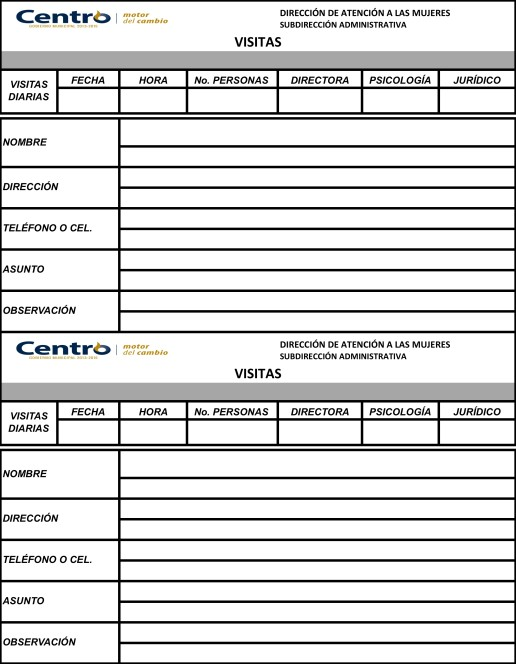 Centro motor del cambio
DIRECCIÓN DE ATENCIÓN A LAS MUJERES
SUBDIRECCIÓN ADMINISTRATIVA
VISITAS
VISITAS DIARIAS FECHA HORA No. PERSONAS DIRECTORA PSICOLOGÍA JURÍDICO
NOMBRE
DIRECCIÓN
TELÉFONO O CEL.
ASUNTO
OBSERVACIÓN
Centro motor del cambio
DIRECCIÓN DE ATENCIÓN A LAS MUJERES
SUBDIRECCIÓN ADMINISTRATIVA
VISITAS
VISITAS DIARIAS FECHA HORA No. PERSONAS DIRECTORA PSICOLOGÍA JURÍDICO
NOMBRE
DIRECCIÓN
TELÉFONO O CEL.
ASUNTO
OBSERVACIÓN